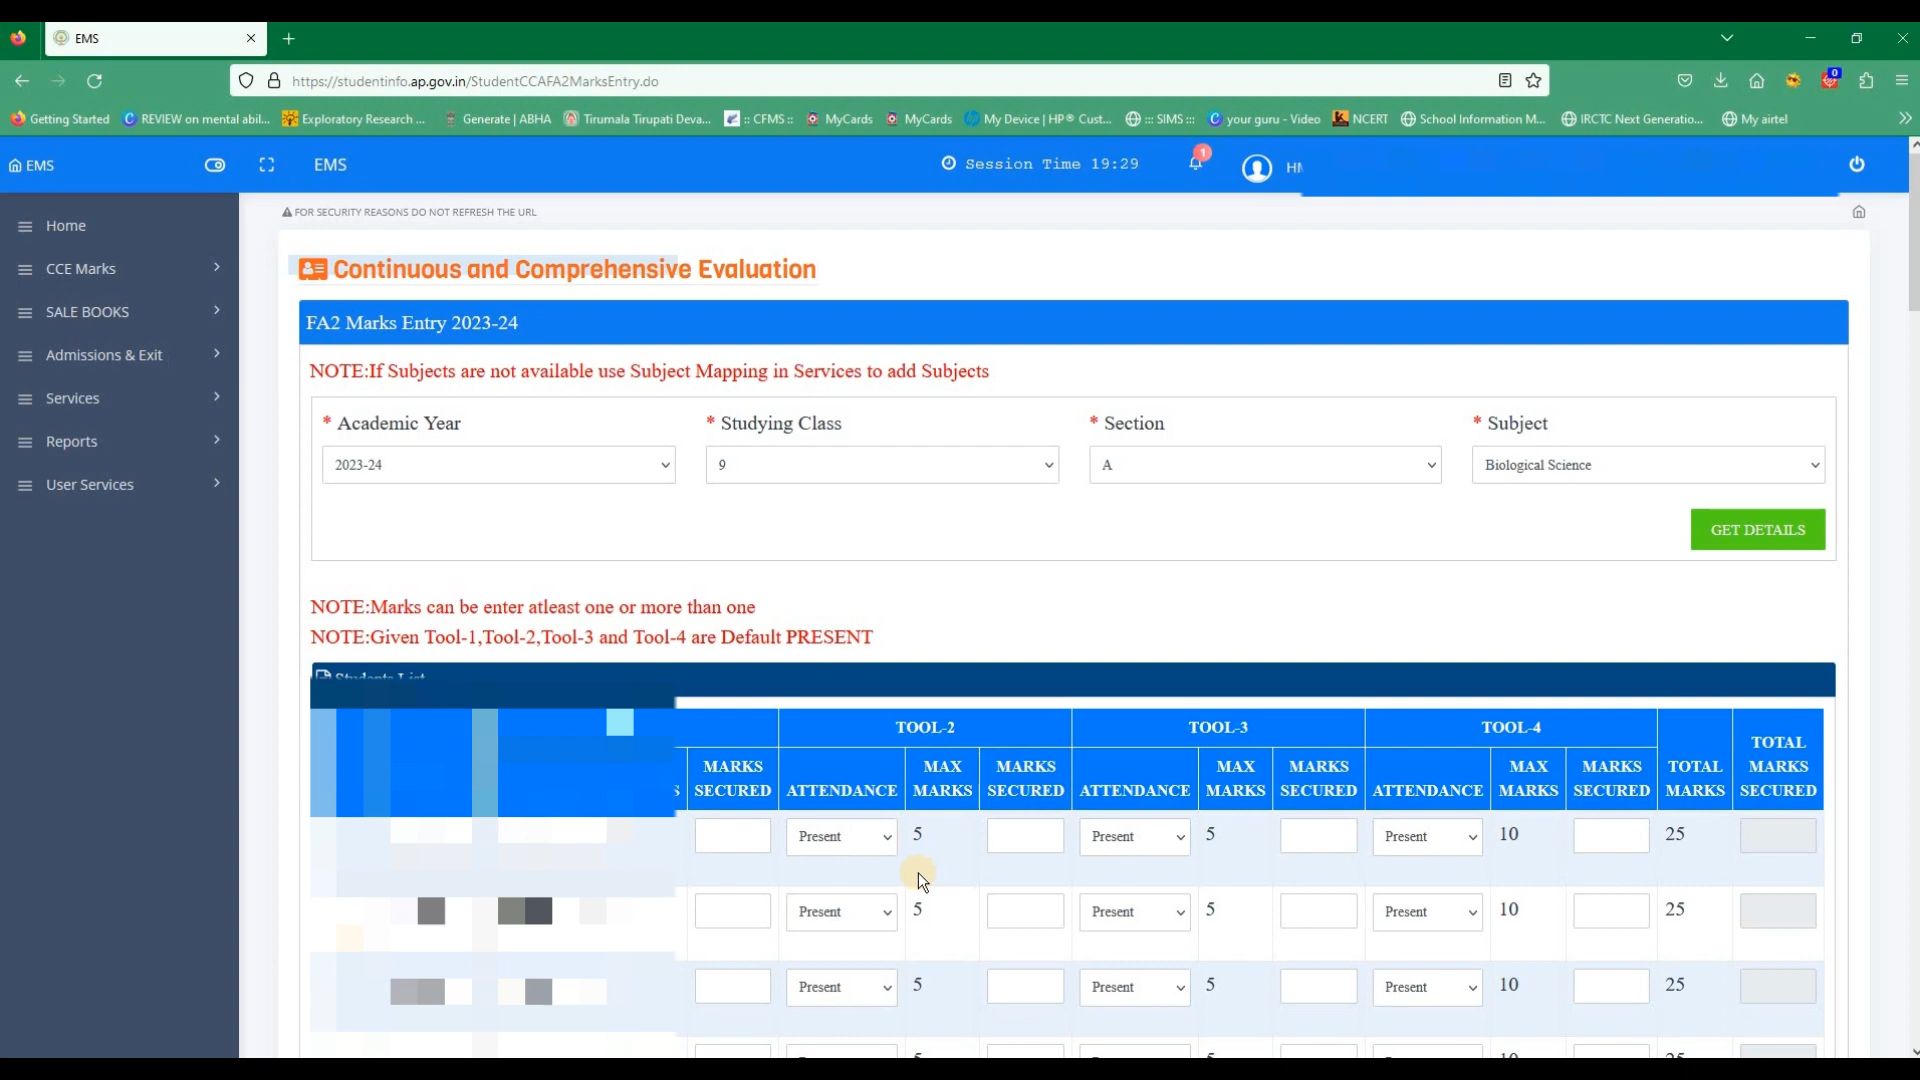 EMS
https://studentinfo.ap.gov.in/StudentCCAFA2MarksEntry.do
0
Getting Started
REVIEW on mental abil...
Exploratory Research ...
Generate | ABHA
Tirumala Tirupati Deva...
:: CFMS ::
MyCards
MyCards
My Device | HP® Cust...
::: SIMS :::
your guru - Video
NCERT
School Information M...
IRCTC Next Generatio...
My airtel
EMS
EMS
Session Time 19:29
1
Home
CCE Marks
SALE BOOKS
Admissions & Exit
Services
Reports
User Services
FOR SECURITY REASONS DO NOT REFRESH THE URL
Continuous and Comprehensive Evaluation
FA2 Marks Entry 2023-24
NOTE:If Subjects are not available use Subject Mapping in Services to add Subjects
* Academic Year
* Studying Class
* Section
* Subject
2023-24
9
A
Biological Science
GET DETAILS
NOTE:Marks can be enter atleast one or more than one
NOTE:Given Tool-1,Tool-2,Tool-3 and Tool-4 are Default PRESENT
Students List
TOOL-2
TOOL-3
TOOL-4
MARKS SECURED
ATTENDANCE
MAX MARKS
MARKS SECURED
ATTENDANCE
MAX MARKS
MARKS SECURED
ATTENDANCE
MAX MARKS
MARKS SECURED
TOTAL MARKS
TOTAL MARKS SECURED
Present 5 Present 5 Present 10 25
Present 5 Present 5 Present 10 25
Present 5 Present 5 Present 10 25